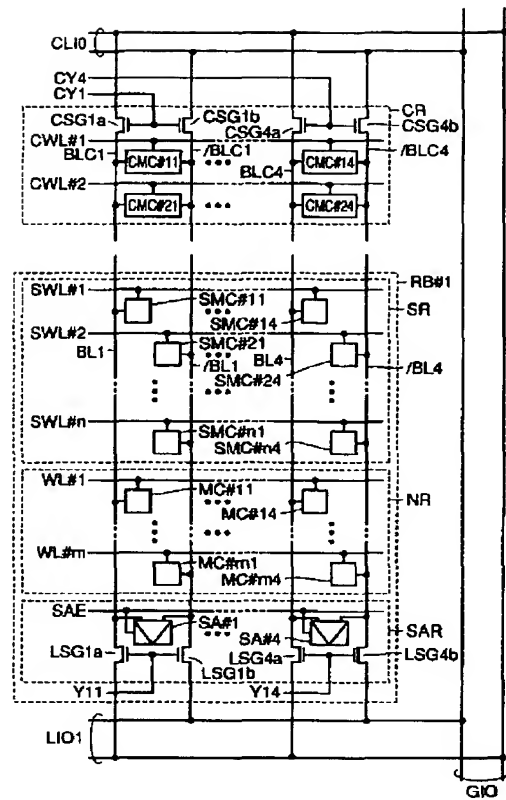 CLI0
CY4
CY1
CR
CSG1a
CSG1b
CSG4a
CSG4b
CWL#1
BLC1
/BLC1
/BLC4
CMC#11
CMC#14
BLC4
CWL#2
CMC#21
CMC#24
RB#1
SWL#1
SMC#11
SR
SMC#14
SWL#2
SMC#21
BL1
/BL1
BL4
/BL4
SMC#24
SWL#n
SMC#n1
SMC#n4
WL#1
MC#11
NR
MC#14
WL#m
MC#m1
MC#m4
SAE
SA#1
SA#4
SAR
LSG1a
LSG1b
LSG4a
LSG4b
Y11
Y14
LIO1
GIO